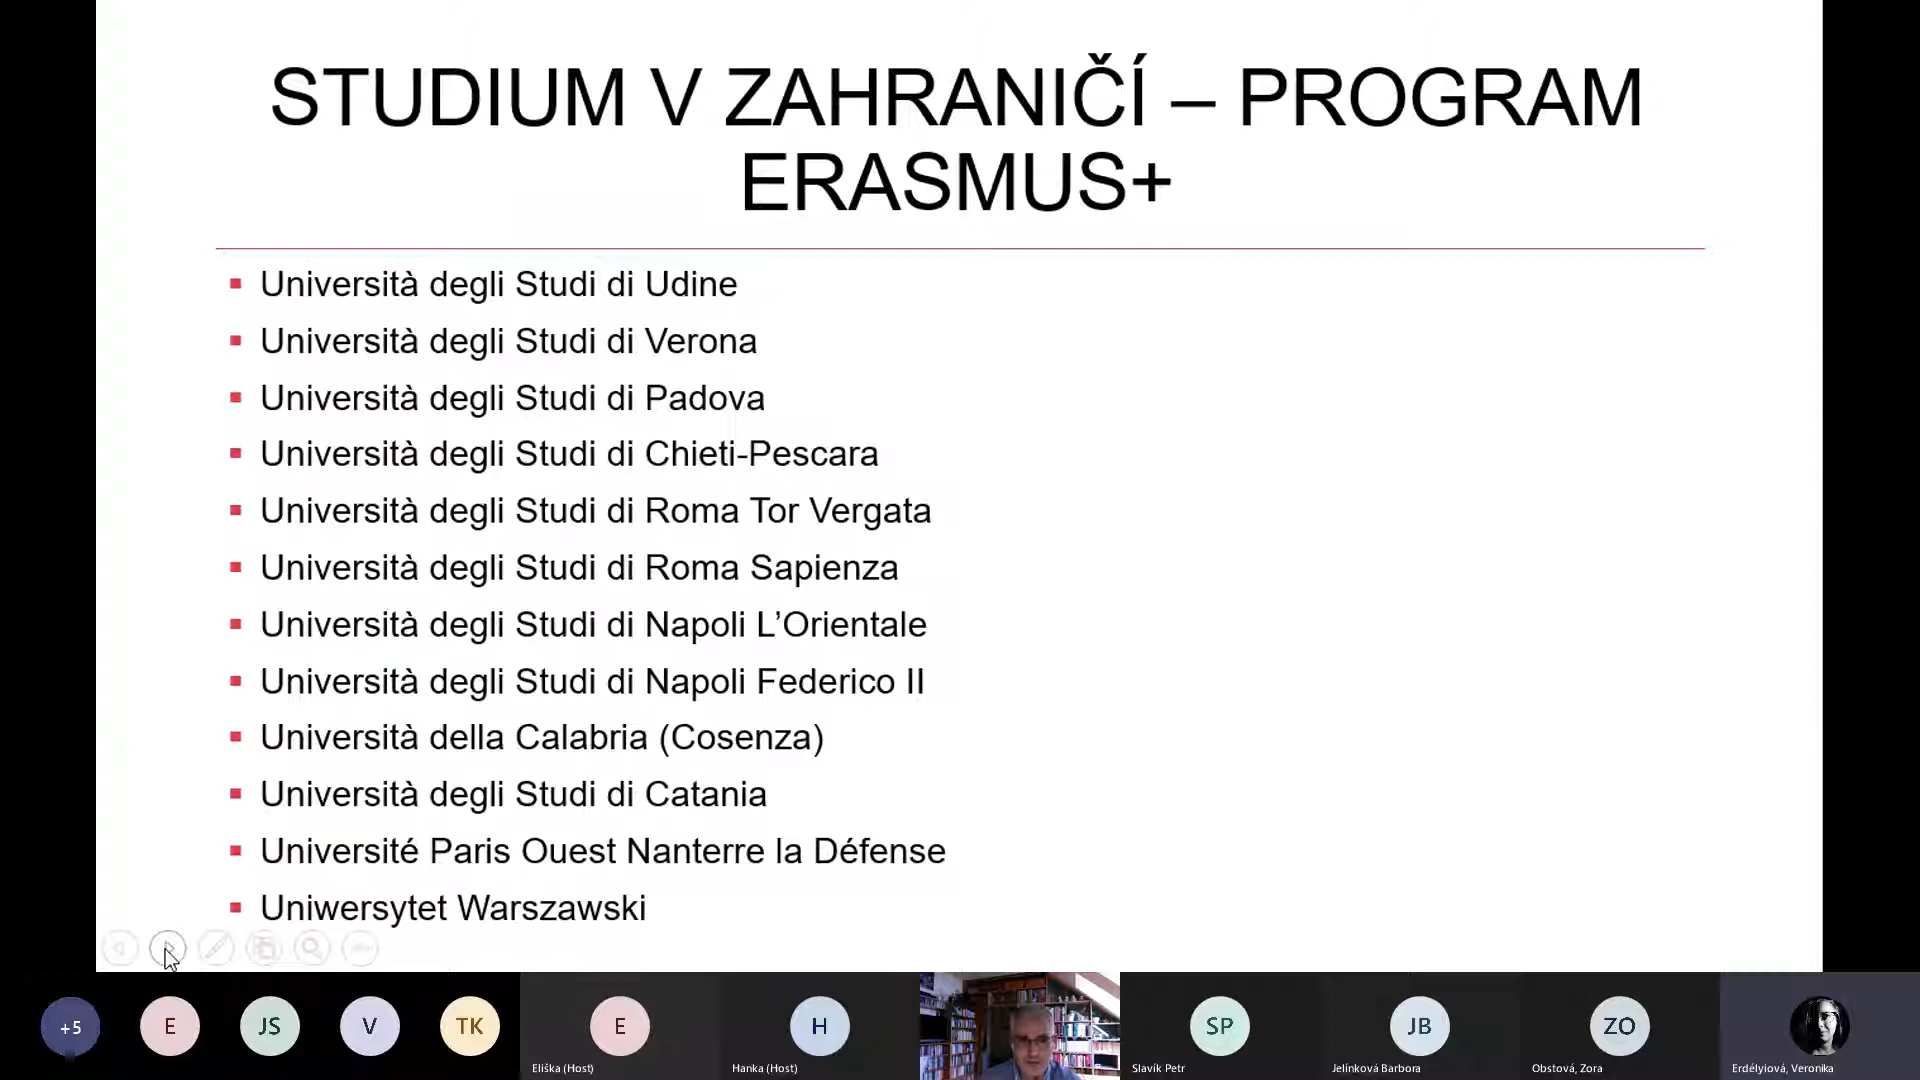 STUDIUM V ZAHRANIČÍ – PROGRAM
ERASMUS+
Università degli Studi di Udine
Università degli Studi di Verona
Università degli Studi di Padova
Università degli Studi di Chieti-Pescara
Università degli Studi di Roma Tor Vergata
Università degli Studi di Roma Sapienza
Università degli Studi di Napoli L’Orientale
Università degli Studi di Napoli Federico II
Università della Calabria (Cosenza)
Università degli Studi di Catania
Université Paris Ouest Nanterre la Défense
Uniwersytet Warszawski
+5 E JS V TK E H SP JB ZO
Eliška (Host) Hanka (Host) Slavík Petr Jelínková Barbora Obstová, Zora Erdélyiová, Veronika